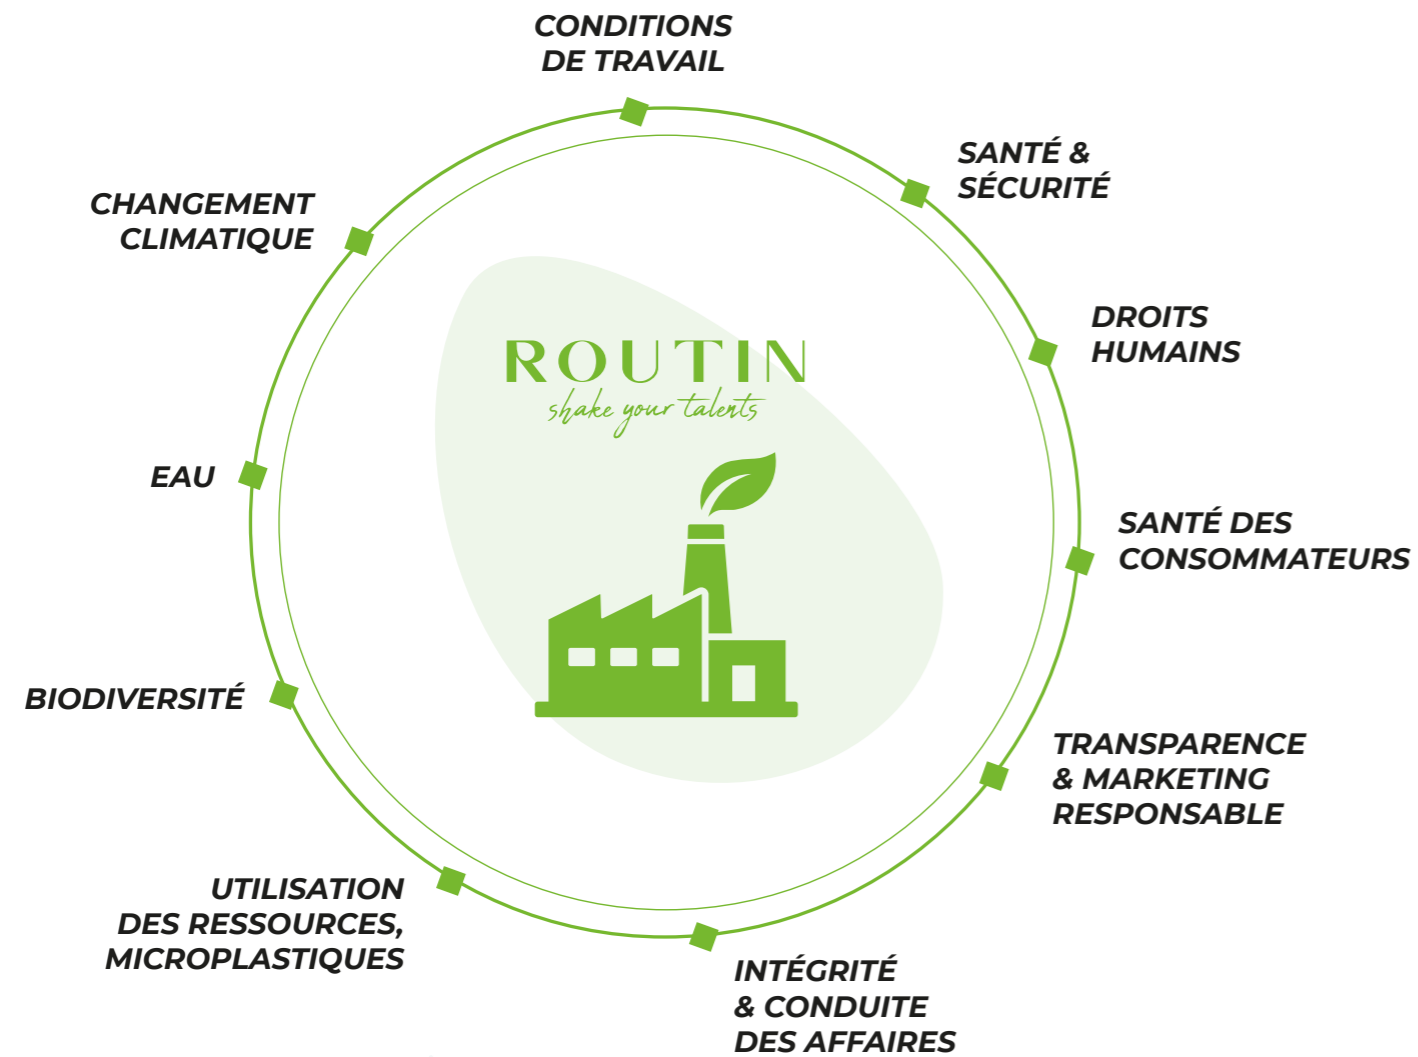 CONDITIONS
DE TRAVAIL
SANTÉ &
SÉCURITÉ
DROITS
HUMAINS
SANTÉ DES
CONSOMMATEURS
TRANSPARENCE
& MARKETING
RESPONSABLE
INTÉGRITÉ
& CONDUITE
DES AFFAIRES
UTILISATION
DES RESSOURCES,
MICROPLASTIQUES
BIODIVERSITÉ
EAU
CHANGEMENT
CLIMATIQUE
ROUTIN
shake your talents